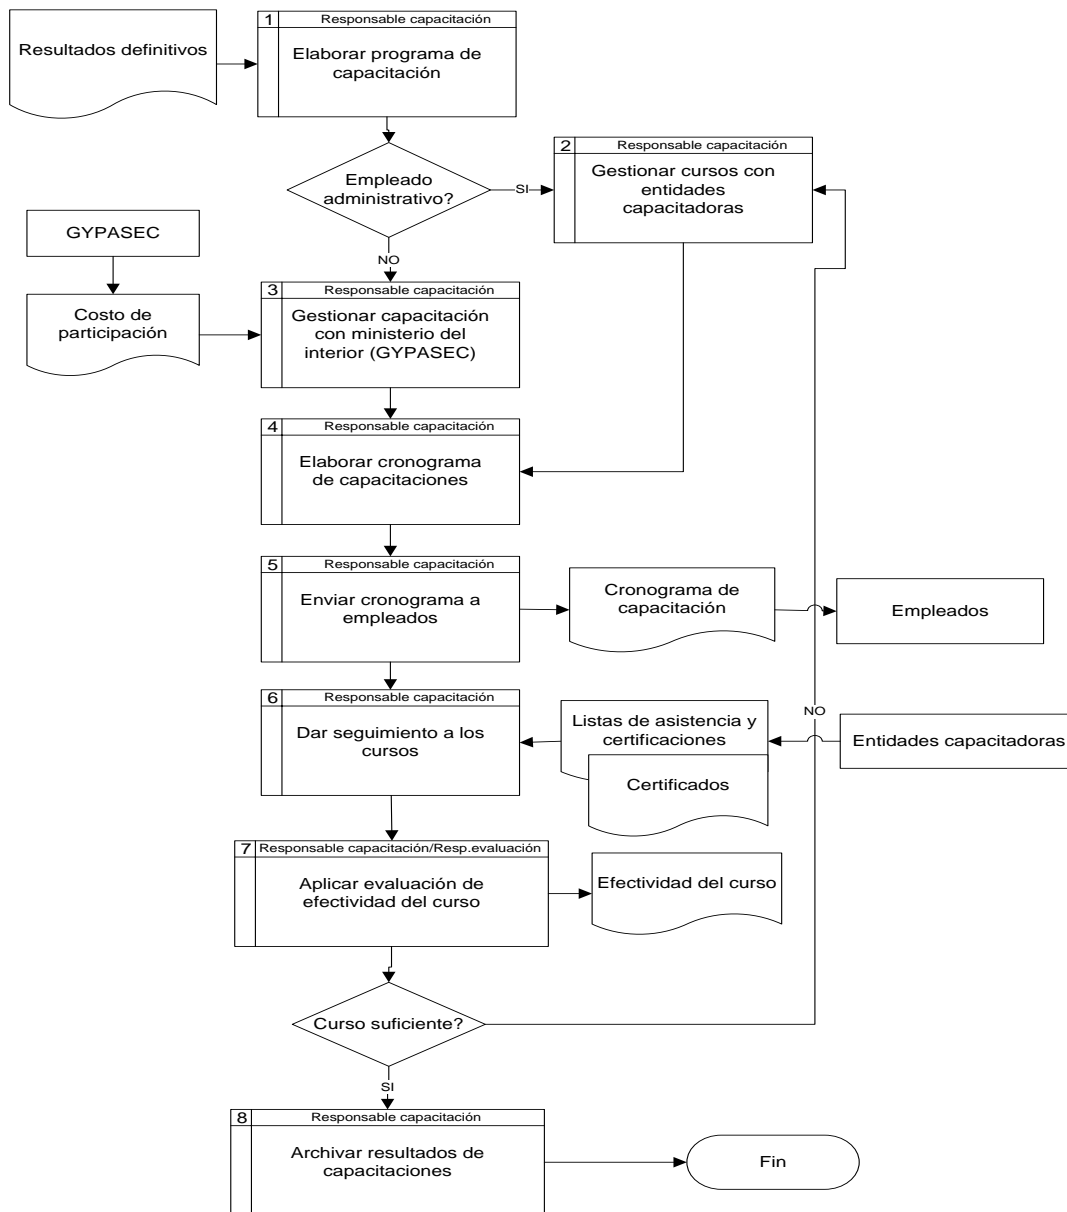 Resultados definitivos
1
Responsable capacitación
Elaborar programa de
capacitación
Empleado
administrativo?
SI
2
Responsable capacitación
Gestionar cursos con
entidades
capacitadoras
NO
GYPASEC
Costo de
participación
3
Responsable capacitación
Gestionar capacitación
con ministerio del
interior (GYPASEC)
4
Responsable capacitación
Elaborar cronograma
de capacitaciones
5
Responsable capacitación
Enviar cronograma a
empleados
Cronograma de
capacitación
Empleados
6
Responsable capacitación
Dar seguimiento a los
cursos
Listas de asistencia y
certificaciones
Certificados
NO
Entidades capacitadoras
7
Responsable capacitación/Resp.evaluación
Aplicar evaluación de
efectividad del curso
Efectividad del curso
Curso suficiente?
SI
8
Responsable capacitación
Archivar resultados de
capacitaciones
Fin